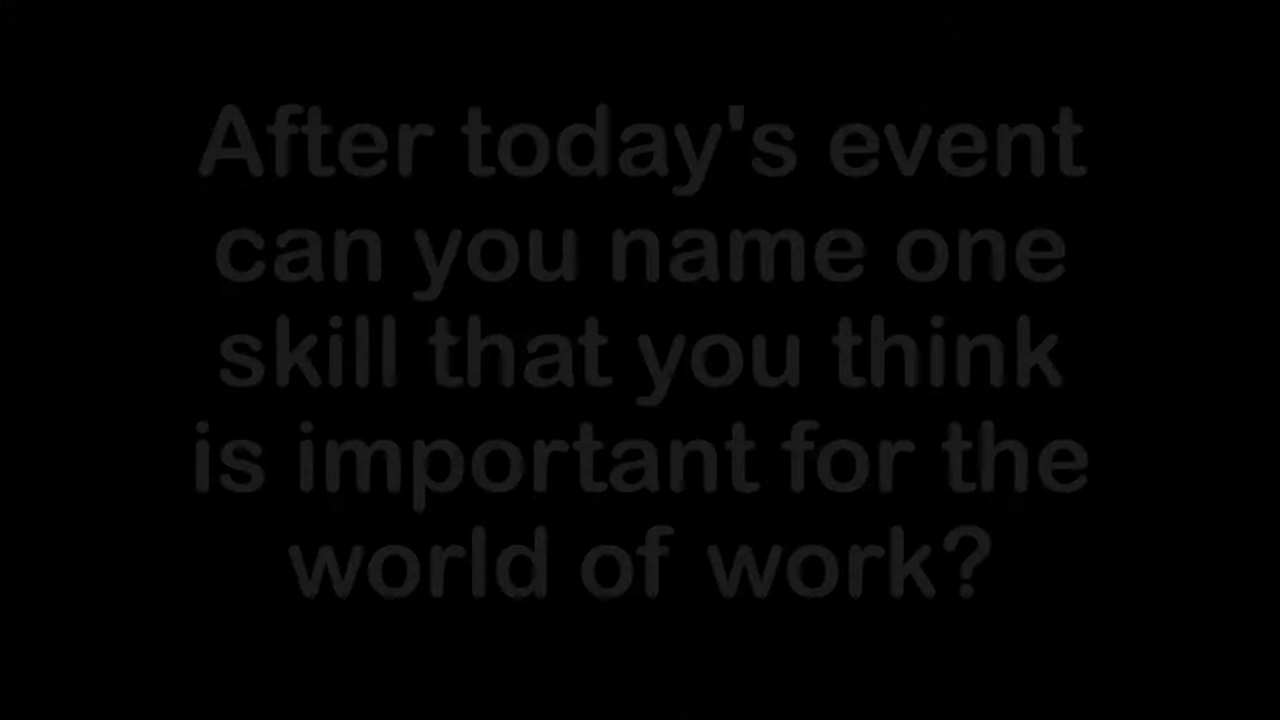 After today's event
can you name one
skill that you think
is important for the
world of work?